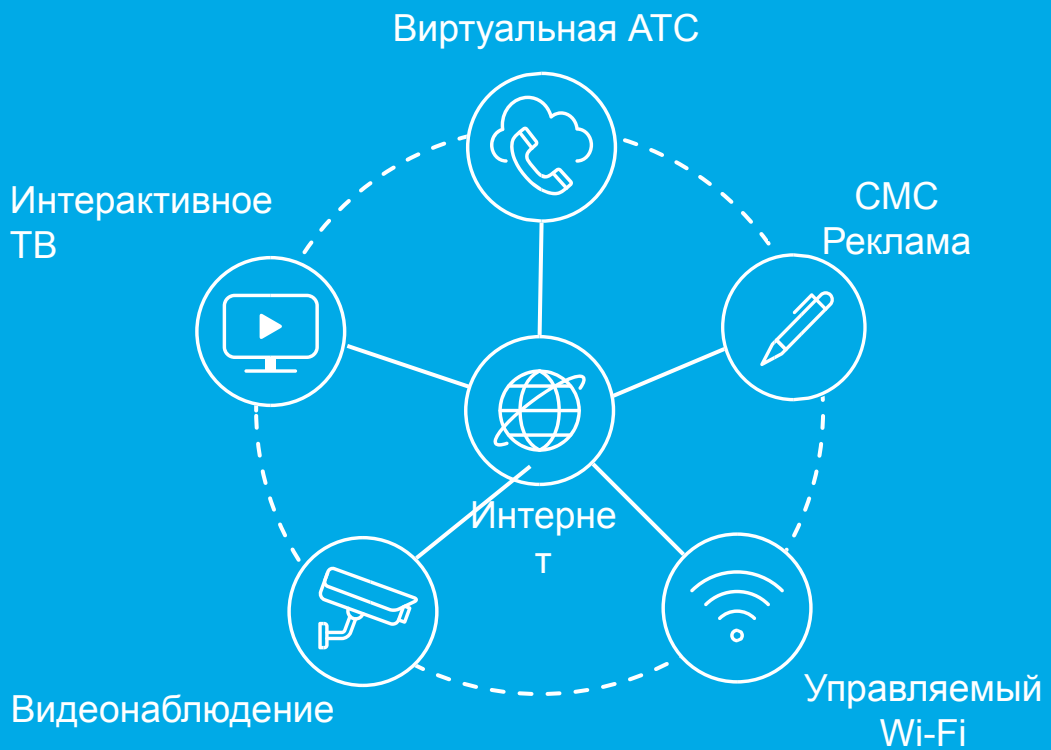 Виртуальная АТС
Интерактивное
ТВ
СМС
Реклама
Интерне
т
Видеонаблюдение
Управляемый
Wi-Fi